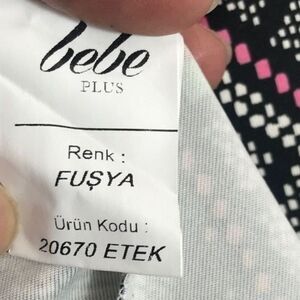 bebe
PLUS
Renk :
FUŞYA
Ürün Kodu :
20670 ETEK